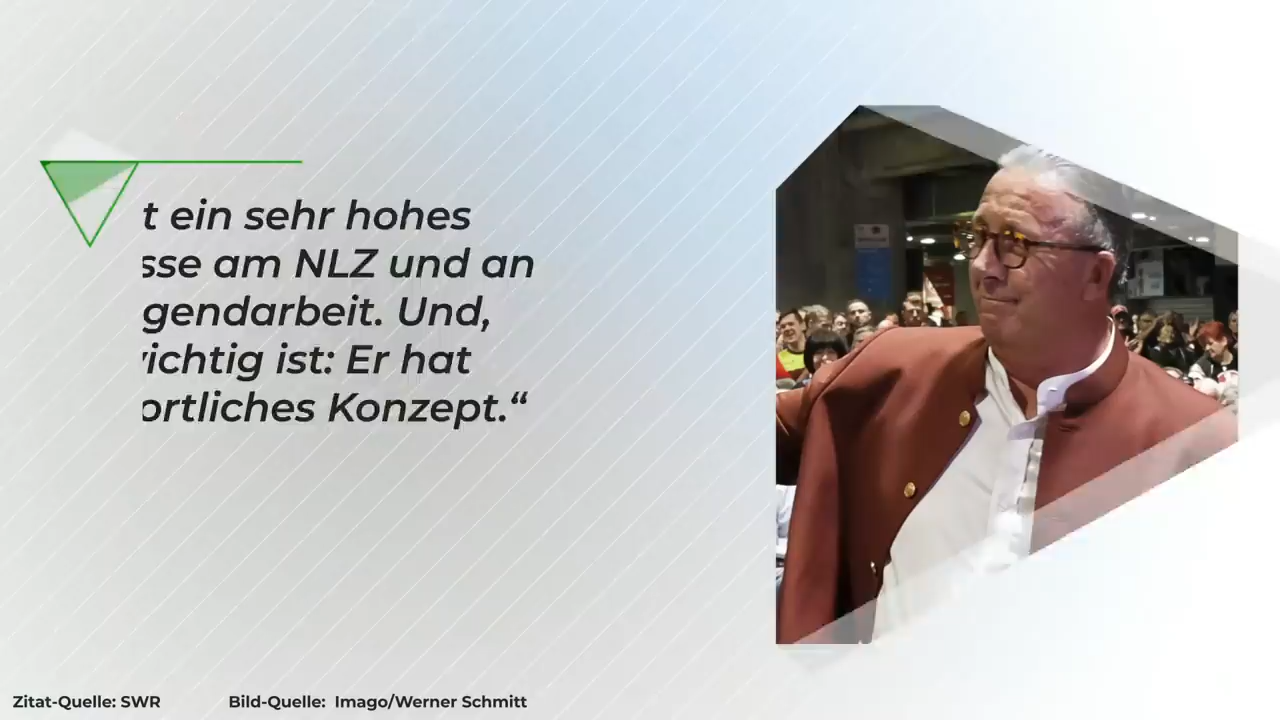 t ein sehr hohes
sse am NLZ und an
gendarbeit. Und,
ichtig ist: Er hat
ortliches Konzept.“
Zitat-Quelle: SWR
Bild-Quelle: Imago/Werner Schmitt